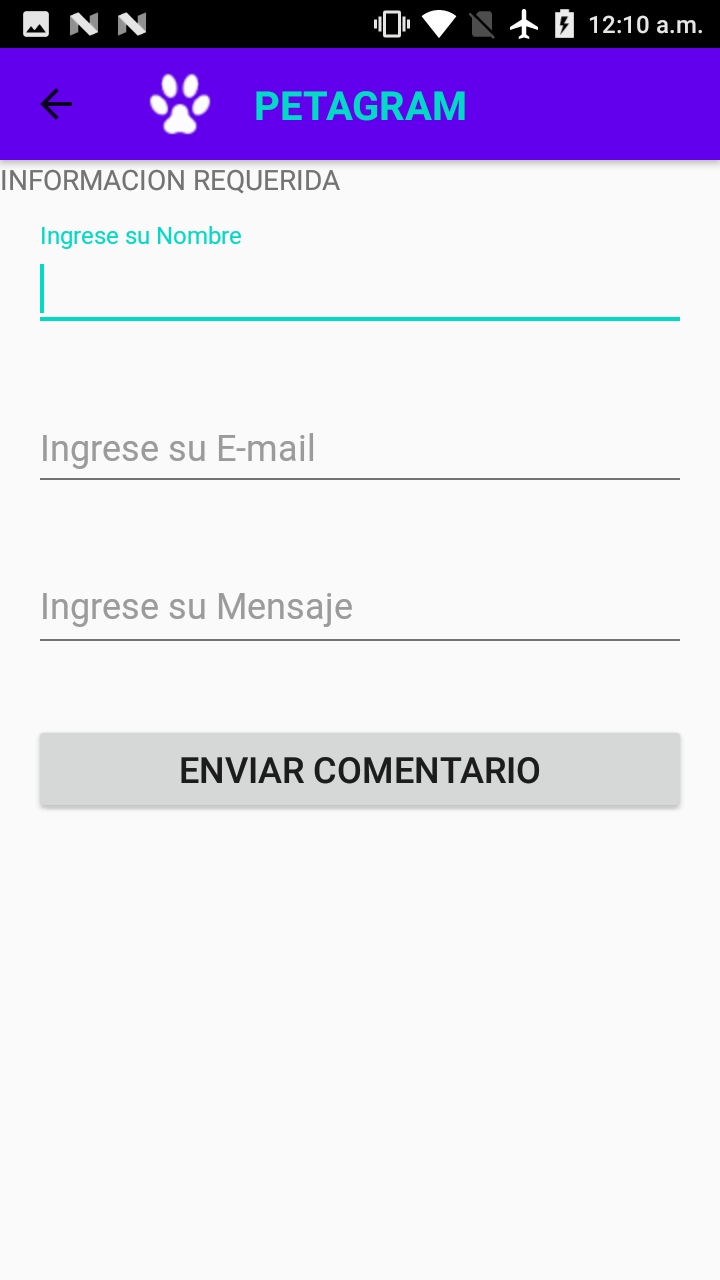 12:10 a.m.
PETAGRAM
INFORMACION REQUERIDA
Ingrese su Nombre
Ingrese su E-mail
Ingrese su Mensaje
ENVIAR COMENTARIO